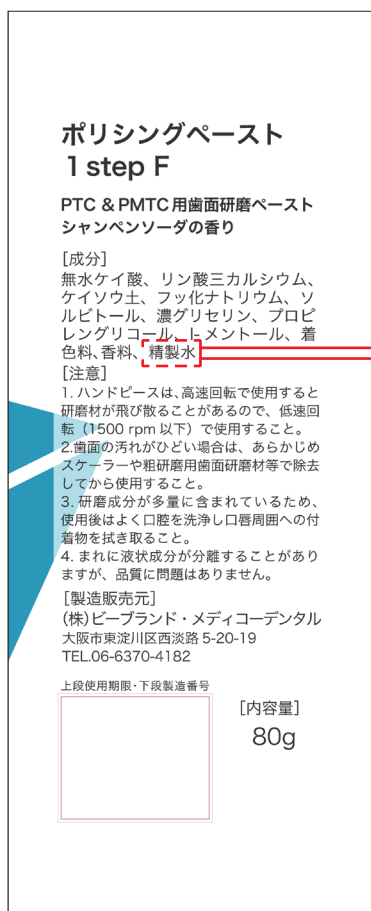 ポリシングペースト
1 step F
PTC & PMTC用歯面研磨ペースト
シャンペンソーダの香り
[成分]
無水ケイ酸、リン酸三カルシウム、
ケイソウ土、フッ化ナトリウム、ソ
ルビトール、濃グリセリン、プロピ
レングリコール、l-メントール、着
色料、香料、精製水
[注意]
1. ハンドピースは、高速回転で使用すると
研磨材が飛び散ることがあるので、低速回
転（1500 rpm 以下）で使用すること。
2.歯面の汚れがひどい場合は、あらかじめ
スケーラーや粗研磨用歯面研磨材等で除去
してから使用すること。
3. 研磨成分が多量に含まれているため、
使用後はよく口腔を洗浄し口唇周囲への付
着物を拭き取ること。
4. まれに液状成分が分離することがあり
ますが、品質に問題はありません。
[製造販売元]
(株)ビーブランド・メディコーデンタル
大阪市東淀川区西淡路 5-20-19
TEL.06-6370-4182
上段使用期限・下段製造番号
[内容量]
80g